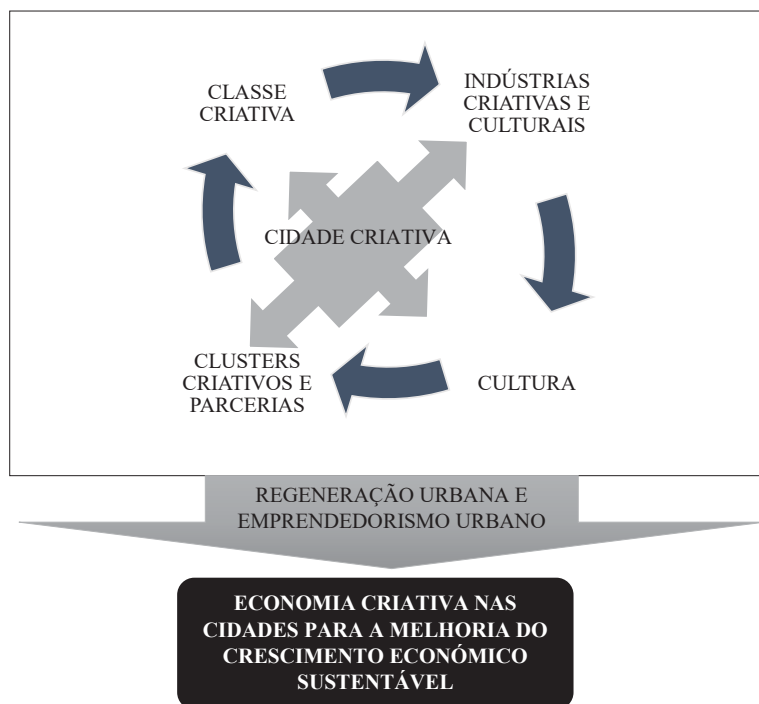 CLASSE
CRIATIVA
INDÚSTRIAS
CRIATIVAS E
CULTURAIS
CIDADE CRIATIVA
CLUSTERS
CRIATIVOS E
PARCERIAS
CULTURA
REGENERAÇÃO URBANA E
EMPRENDEDORISMO URBANO
ECONOMIA CRIATIVA NAS
CIDADES PARA A MELHORIA DO
CRESCIMENTO ECONÓMICO
SUSTENTÁVEL